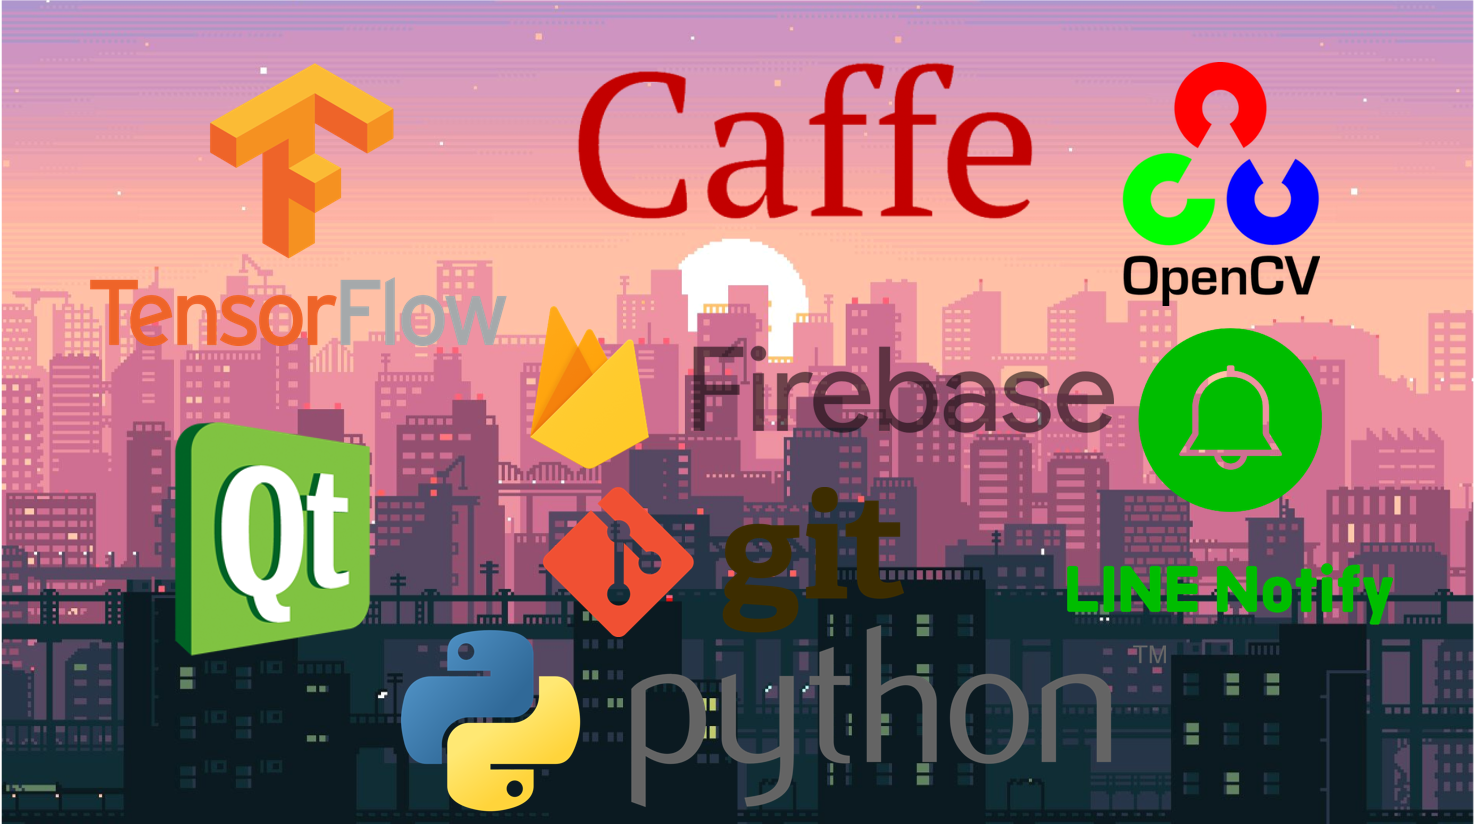 Caffe
TensorFlow
OpenCV
Firebase
Qt
git
LINE Notify
python
TM